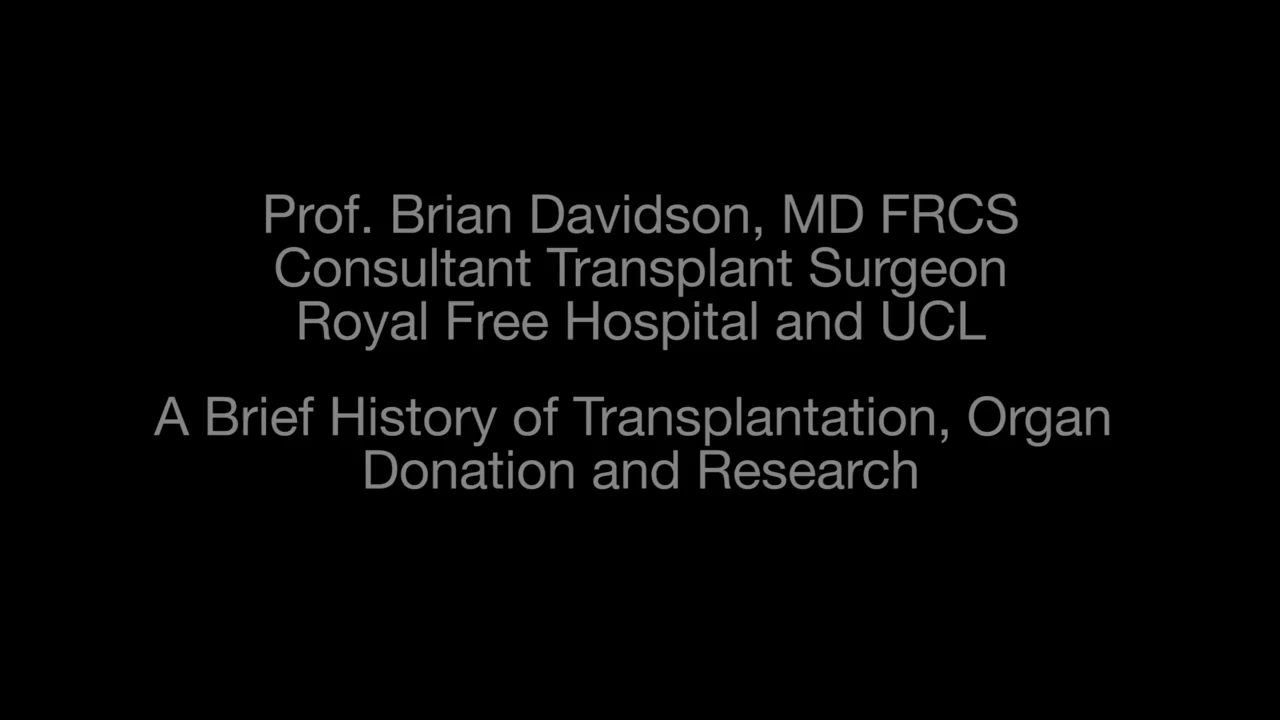 Prof. Brian Davidson, MD FRCS
Consultant Transplant Surgeon
Royal Free Hospital and UCL
A Brief History of Transplantation, Organ
Donation and Research